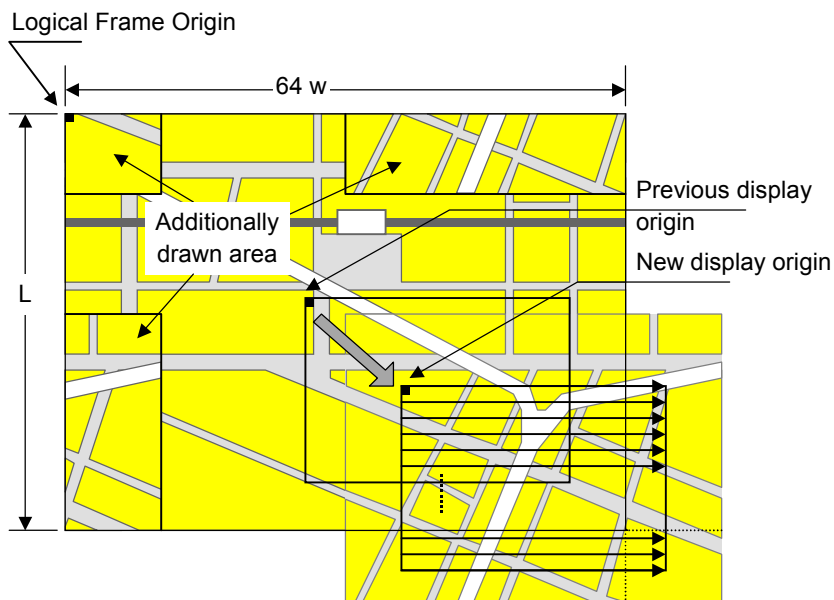 Logical Frame Origin
64 w
Previous display
origin
Additionally
drawn area
New display origin
L